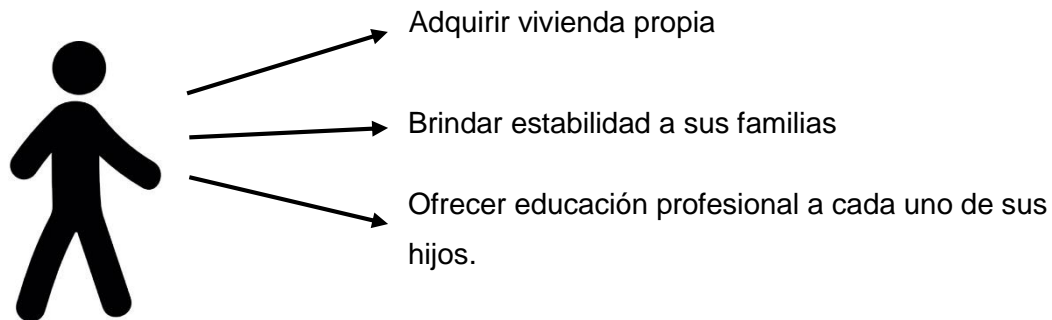 Adquirir vivienda propia
Brindar estabilidad a sus familias
Ofrecer educación profesional a cada uno de sus
hijos.